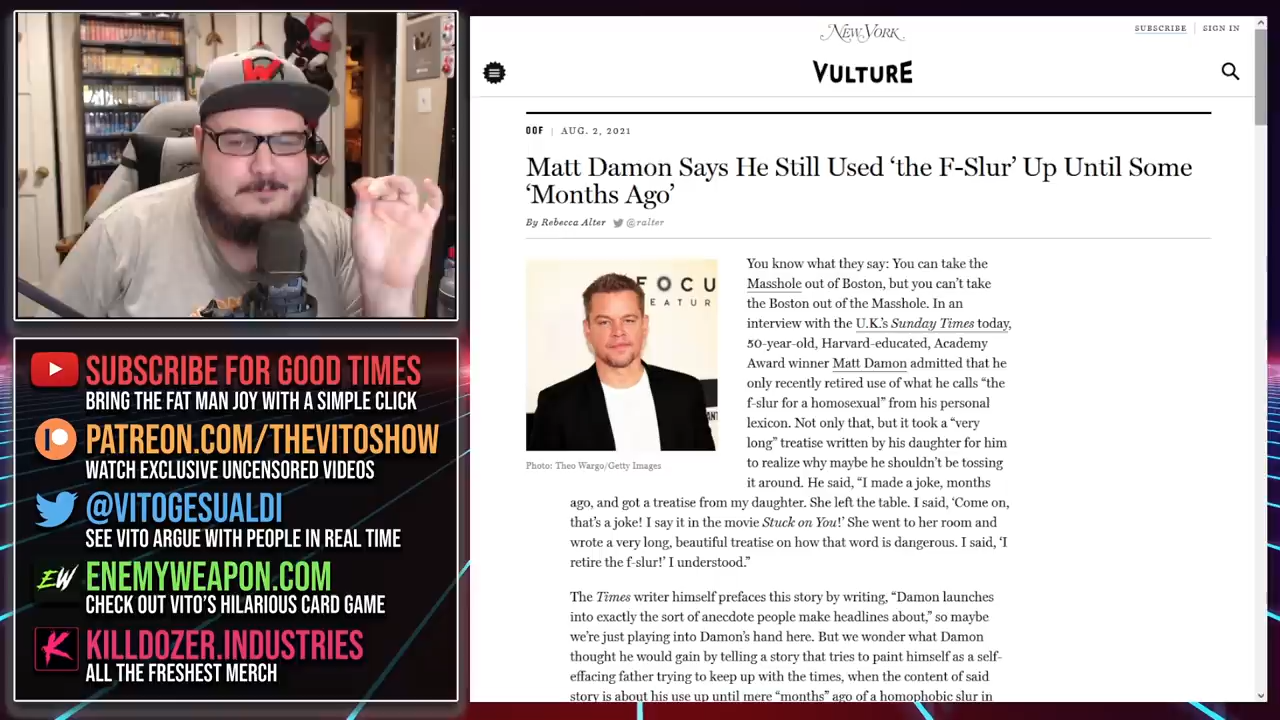 SUBSCRIBE FOR GOOD TIMES
BRING THE FAT MAN JOY WITH A SIMPLE CLICK
PATREON.COM/THEVITOSHOW
WATCH EXCLUSIVE UNCENSORED VIDEOS
@VITOGESUALDI
SEE VITO ARGUE WITH PEOPLE IN REAL TIME
EW
ENEMYWEAPON.COM
CHECK OUT VITO'S HILARIOUS CARD GAME
K
KILLDOZER.INDUSTRIES
ALL THE FRESHEST MERCH
NEW YORK
SUBSCRIBE
SIGN IN
VULTURE
OOF | AUG. 2, 2021
Matt Damon Says He Still Used ‘the F-Slur’ Up Until Some
‘Months Ago’
By Rebecca Alter @ralter
FOCU
EATUR
Photo: Theo Wargo/Getty Images
You know what they say: You can take the
Masshole out of Boston, but you can’t take
the Boston out of the Masshole. In an
interview with the U.K.’s Sunday Times today,
50-year-old, Harvard-educated, Academy
Award winner Matt Damon admitted that he
only recently retired use of what he calls “the
f-slur for a homosexual” from his personal
lexicon. Not only that, but it took a “very
long” treatise written by his daughter for him
to realize why maybe he shouldn’t be tossing
it around. He said, “I made a joke, months
ago, and got a treatise from my daughter. She left the table. I said, ‘Come on,
that’s a joke! I say it in the movie Stuck on You!’ She went to her room and
wrote a very long, beautiful treatise on how that word is dangerous. I said, ‘I
retire the f-slur!’ I understood.”
The Times writer himself prefaces this story by writing, “Damon launches
into exactly the sort of anecdote people make headlines about,” so maybe
we’re just playing into Damon’s hand here. But we wonder what Damon
thought he would gain by telling a story that tries to paint himself as a self-
effacing father trying to keep up with the times, when the content of said
story is about his use up until mere “months” ago of a homophobic slur in